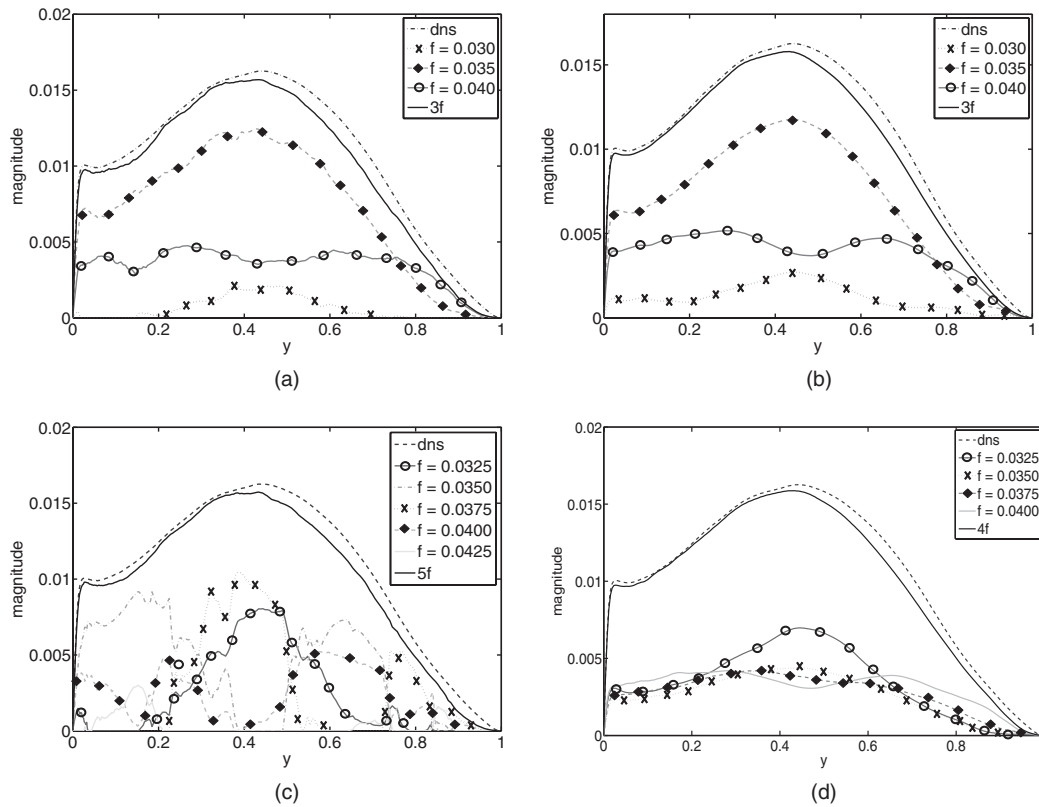 0.02
0.015
0.01
0.005
0
magnitude
0 0.2 0.4 0.6 0.8 1
y
dns
f = 0.030
f = 0.035
f = 0.040
3f
(a)
0.015
0.01
0.005
0
magnitude
0 0.2 0.4 0.6 0.8 1
y
dns
f = 0.030
f = 0.035
f = 0.040
3f
(b)
0.02
0.015
0.01
0.005
0
magnitude
0 0.2 0.4 0.6 0.8 1
y
dns
f = 0.0325
f = 0.0350
f = 0.0375
f = 0.0400
f = 0.0425
5f
(c)
0.02
0.015
0.01
0.005
0
magnitude
0 0.2 0.4 0.6 0.8
y
dns
f = 0.0325
f = 0.0350
f = 0.0375
f = 0.0400
4f
(d)